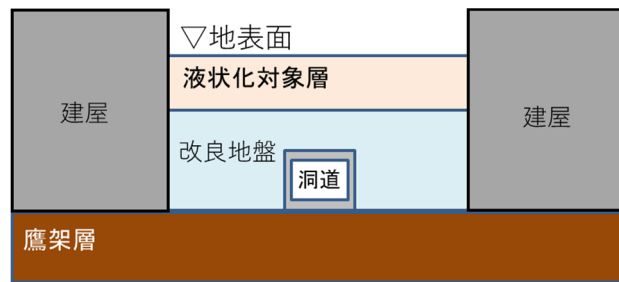 ▽地表面
液状化対象層
建屋
建屋
改良地盤
洞道
鷹架層